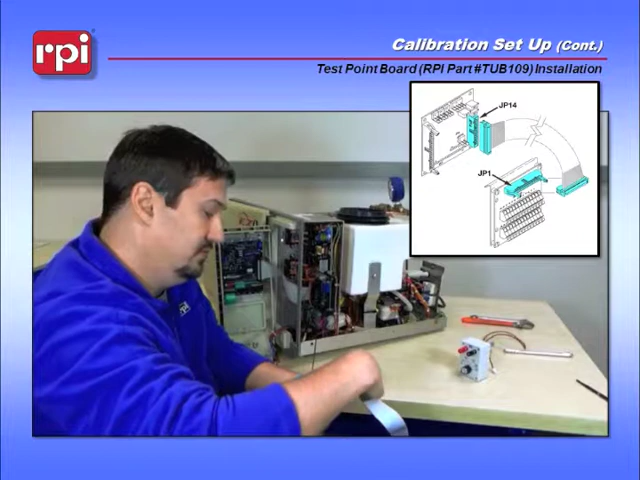 rpi
Calibration Set Up (Cont.)
Test Point Board (RPI Part #TUB109) Installation
JP14
JP1